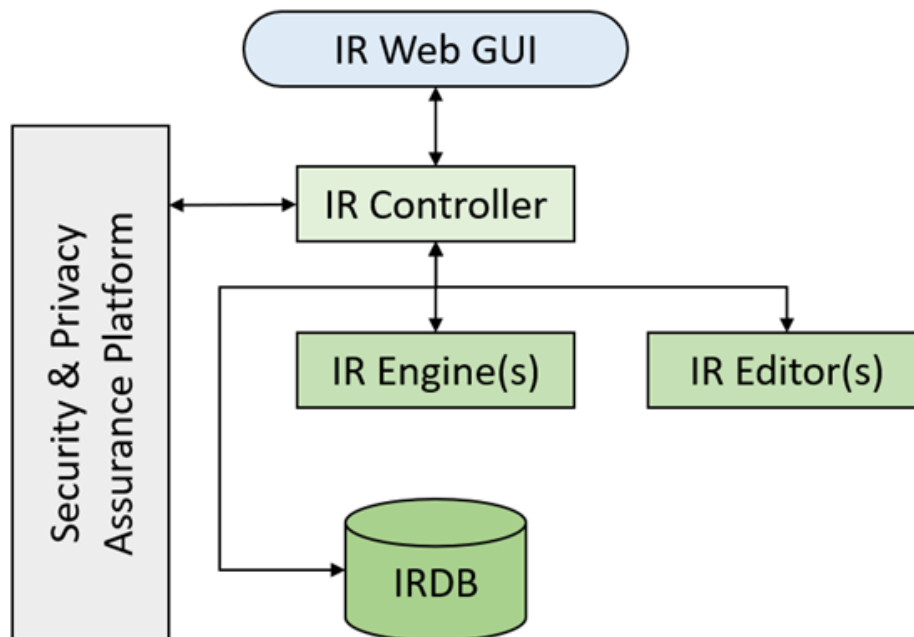 IR Web GUI
IR Controller
Security & Privacy
Assurance Platform
IR Engine(s)
IR Editor(s)
IRDB